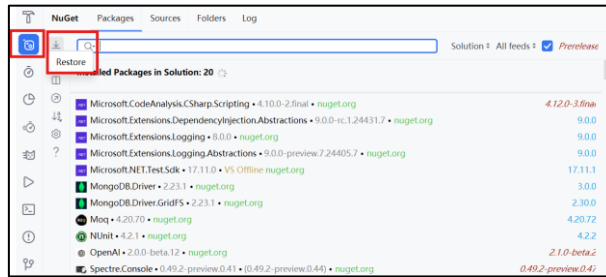 NuGet Packages Sources Folders Log
Solution All feeds Prerelease
Restore
Installed Packages in Solution: 20
Microsoft.CodeAnalysis.CSharp.Scripting • 4.10.0-2.final • nuget.org 4.12.0-3.final
Microsoft.Extensions.DependencyInjection.Abstractions • 9.0.0-rc.1.24431.7 • nuget.org 9.0.0
Microsoft.Extensions.Logging • 8.0.0 • nuget.org 9.0.0
Microsoft.Extensions.Logging.Abstractions • 9.0.0-preview.7.24405.7 • nuget.org 9.0.0
Microsoft.NET.Test.Sdk • 17.11.0 • VS Offline nuget.org 17.11.1
MongoDB.Driver • 2.23.1 • nuget.org 3.0.0
MongoDB.Driver.GridFS • 2.23.1 • nuget.org 2.30.0
Moq • 4.20.70 • nuget.org 4.20.72
NUnit • 4.2.1 • nuget.org 4.2.2
OpenAI • 2.0.0-beta.12 • nuget.org 2.1.0-beta.2
Spectre.Console • 0.49.2-preview.0.41 • (0.49.2-preview.0.44) • nuget.org 0.49.2-preview.0.47